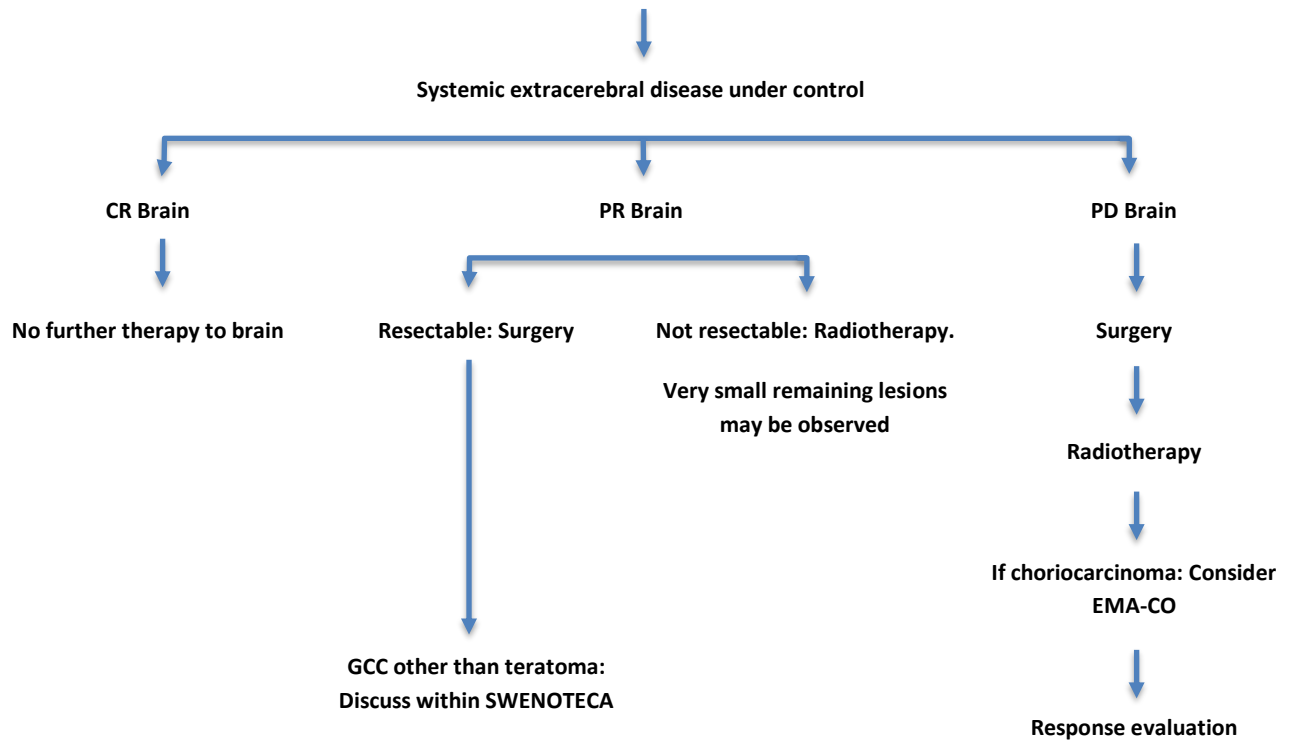 Systemic extracerebral disease under control
CR Brain
PR Brain
PD Brain
No further therapy to brain
Resectable: Surgery
Not resectable: Radiotherapy.
Very small remaining lesions
may be observed
Surgery
Radiotherapy
If choriocarcinoma: Consider
EMA-CO
GCC other than teratoma:
Discuss within SWENOTECA
Response evaluation